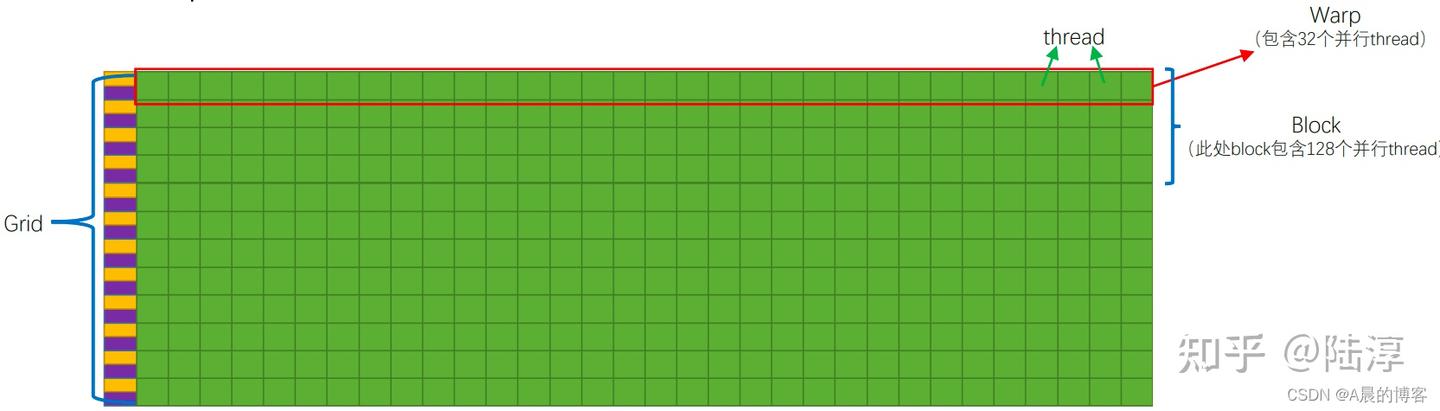 thread
Warp
（包含32个并行thread）
Block
（此处block包含128个并行thread）
Grid
知乎 @陆淳
CSDN @A晨的博客